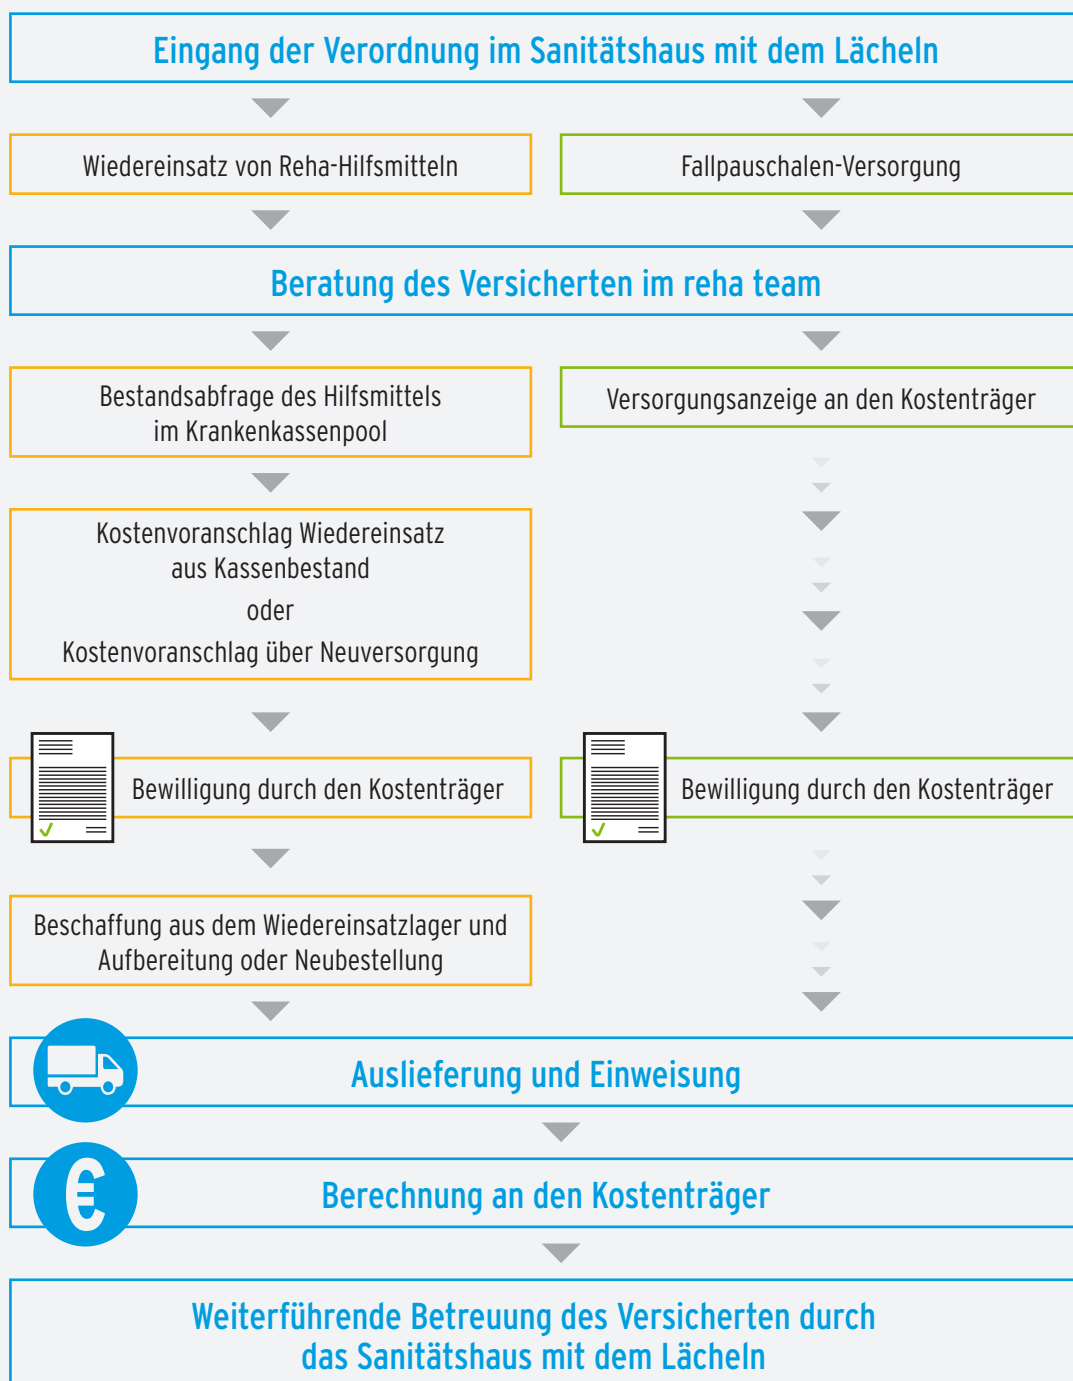 Eingang der Verordnung im Sanitätshaus mit dem Lächeln
Wiedereinsatz von Reha-Hilfsmitteln
Fallpauschalen-Versorgung
Beratung des Versicherten im reha team
Bestandsabfrage des Hilfsmittels
im Krankenkassenpool
Versorgungsanzeige an den Kostenträger
Kostenvoranschlag Wiedereinsatz
aus Kassenbestand
oder
Kostenvoranschlag über Neuversorgung
Bewilligung durch den Kostenträger
Bewilligung durch den Kostenträger
Beschaffung aus dem Wiedereinsatzlager und
Aufbereitung oder Neubestellung
Auslieferung und Einweisung
€
Berechnung an den Kostenträger
Weiterführende Betreuung des Versicherten durch
das Sanitätshaus mit dem Lächeln